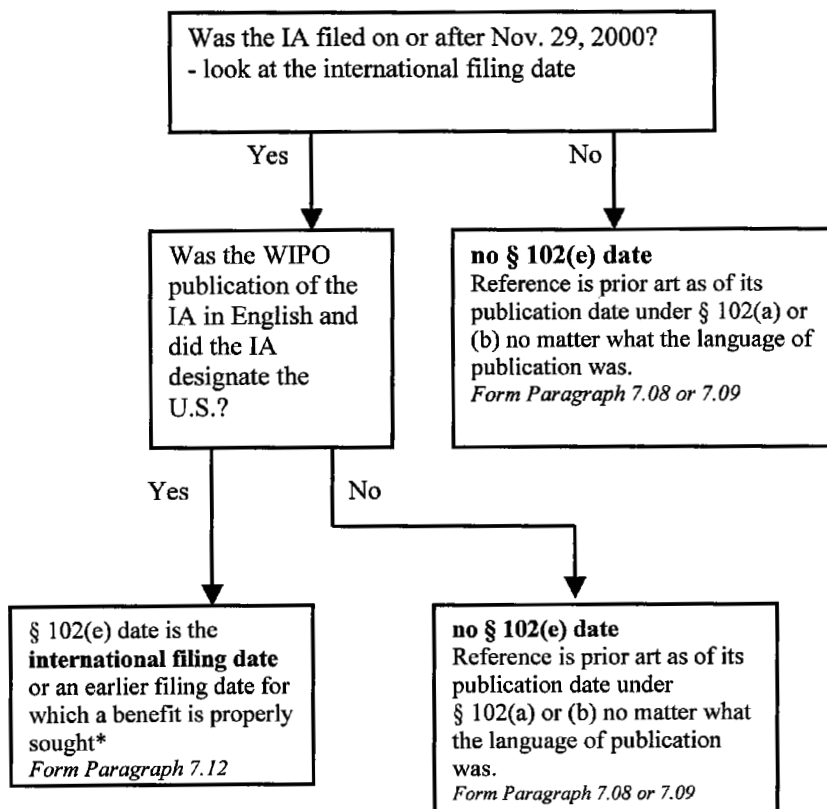 Was the IA filed on or after Nov. 29, 2000?
- look at the international filing date
Yes
No
Was the WIPO
publication of the
IA in English and
did the IA
designate the
U.S.?
no § 102(e) date
Reference is prior art as of its
publication date under § 102(a) or
(b) no matter what the language of
publication was.
Form Paragraph 7.08 or 7.09
Yes
No
§ 102(e) date is the
international filing date
or an earlier filing date for
which a benefit is properly
sought*
Form Paragraph 7.12
no § 102(e) date
Reference is prior art as of its
publication date under
§ 102(a) or (b) no matter what
the language of publication
was.
Form Paragraph 7.08 or 7.09